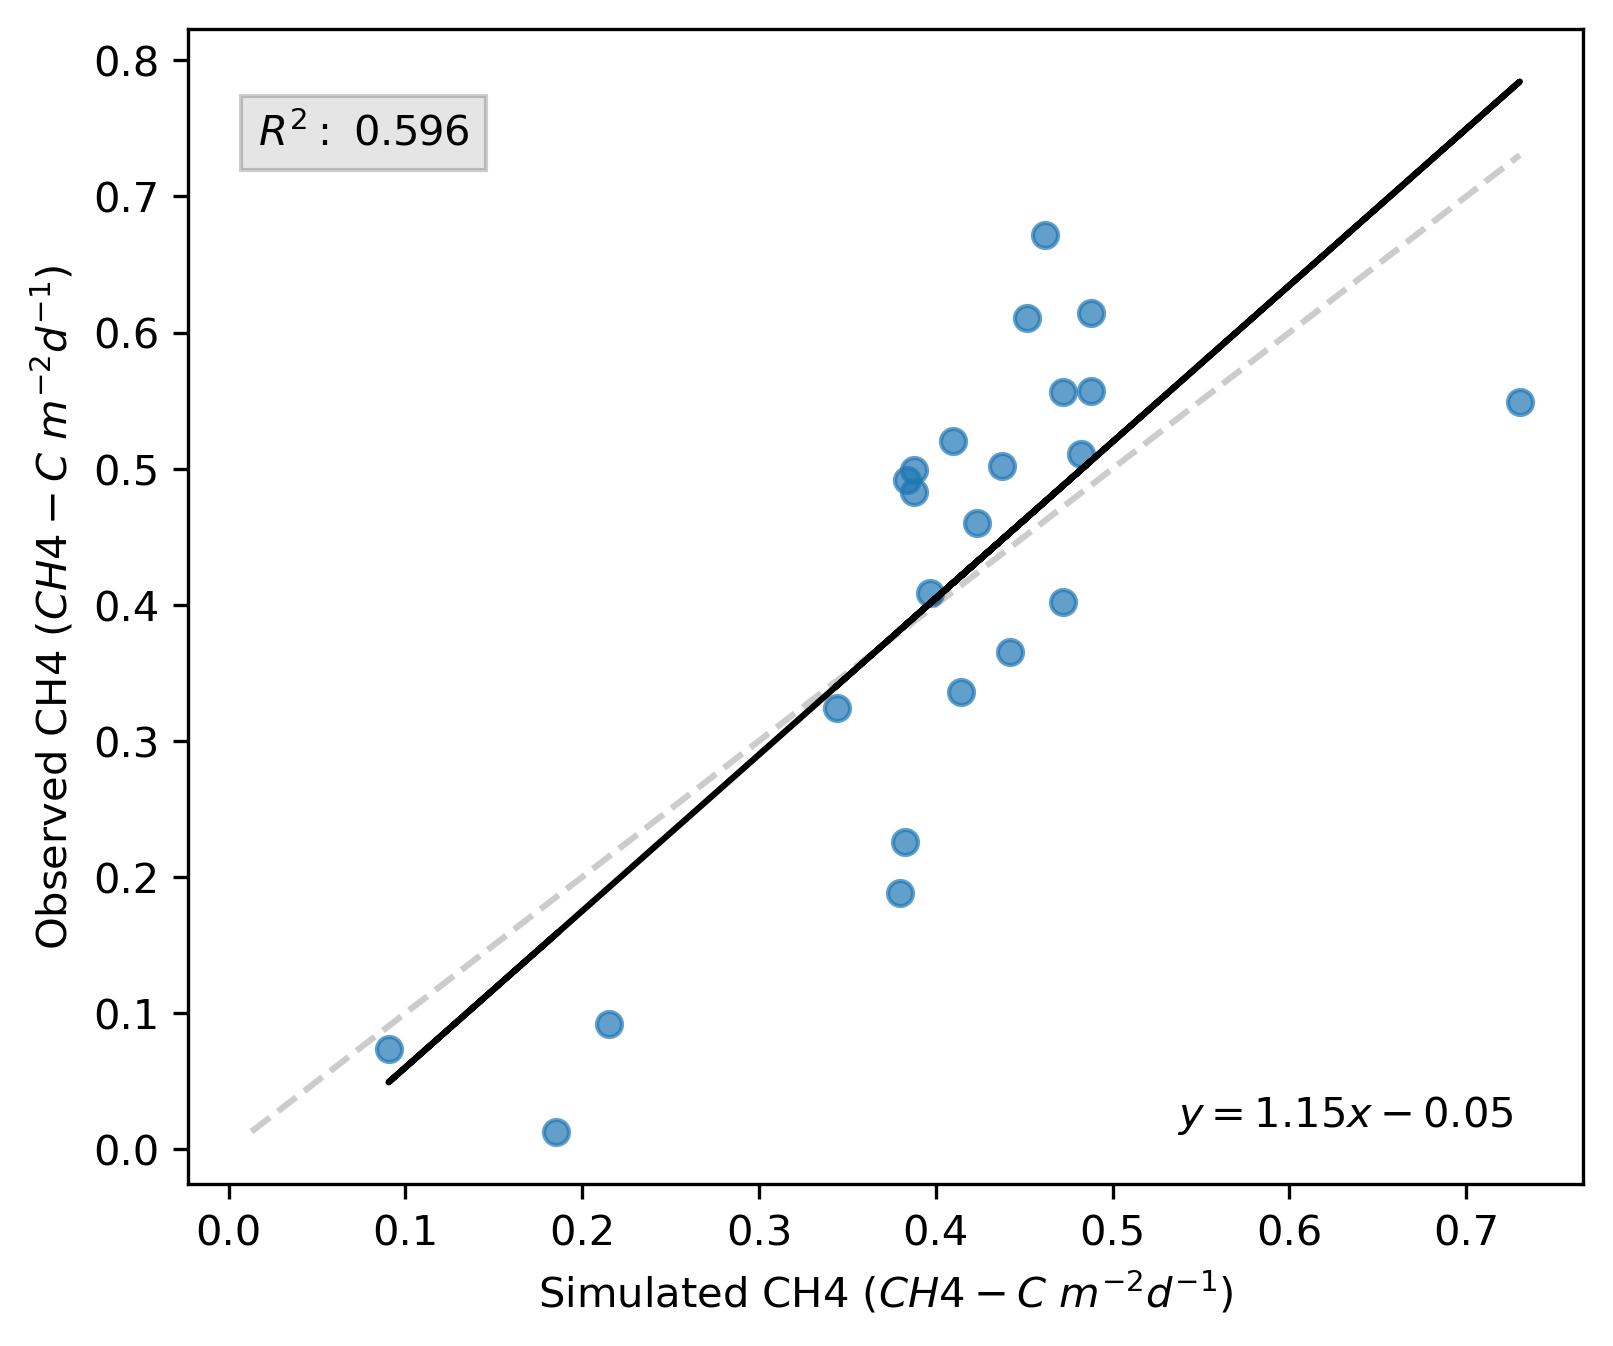 0.8
R²: 0.596
0.7
0.6
0.5
0.4
0.3
0.2
0.1
0.0
Observed CH4 (CH4 − C m⁻²d⁻¹)
y = 1.15x − 0.05
0.0 0.1 0.2 0.3 0.4 0.5 0.6 0.7
Simulated CH4 (CH4 − C m⁻²d⁻¹)